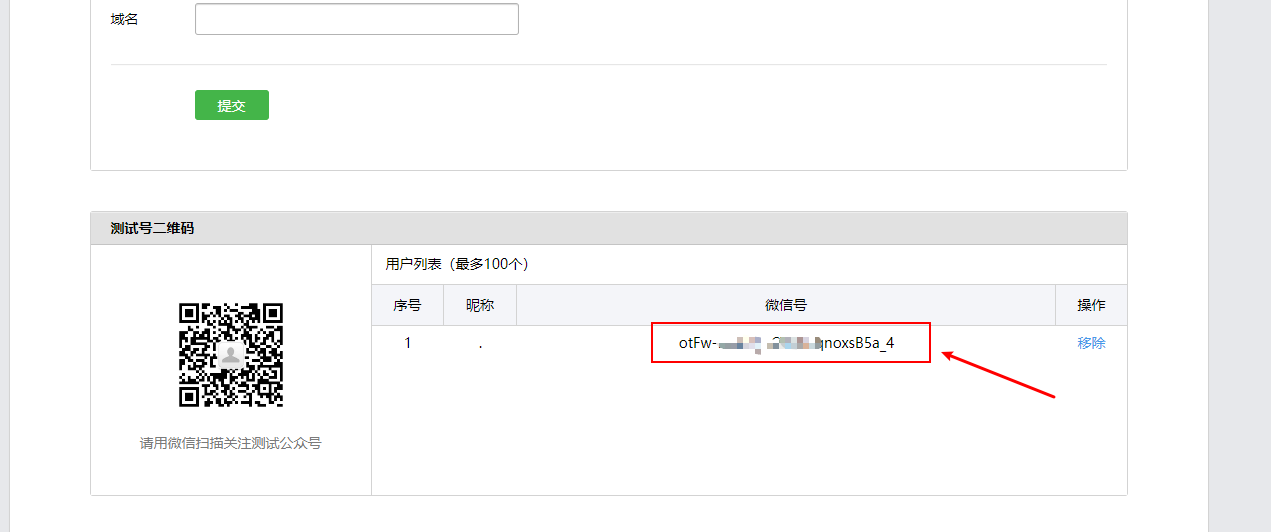 域名
提交
测试号二维码
用户列表（最多100个）
序号 昵称 微信号 操作
1 . otFw- qnoxsB5a_4 移除
请用微信扫描关注测试公众号